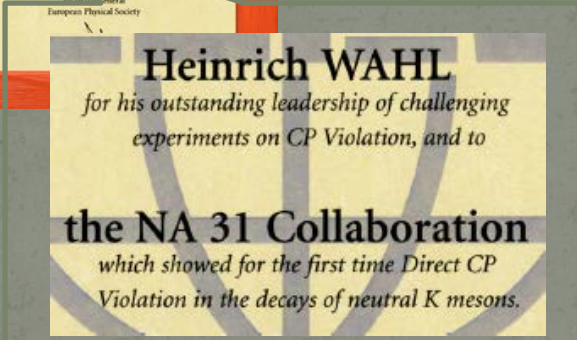 European Physical Society
Heinrich WAHL
for his outstanding leadership of challenging
experiments on CP Violation, and to
the NA 31 Collaboration
which showed for the first time Direct CP
Violation in the decays of neutral K mesons.